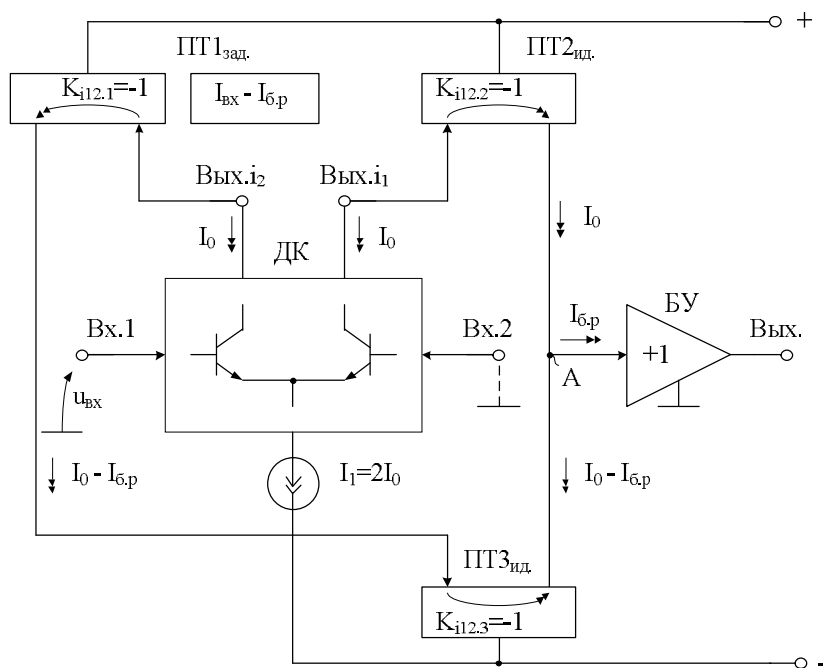 +
ПТ1зад.
ПТ2ид.
Ki12.1=-1
Iвх - Iб.р
Ki12.2=-1
Вых.i2
Вых.i1
I0
I0
I0
ДК
Вх.1
Вх.2
Iб.р
БУ
Вых.
+1
A
uвх
I0 - Iб.р
I1=2I0
I0 - Iб.р
ПТ3ид.
Ki12.3=-1
-